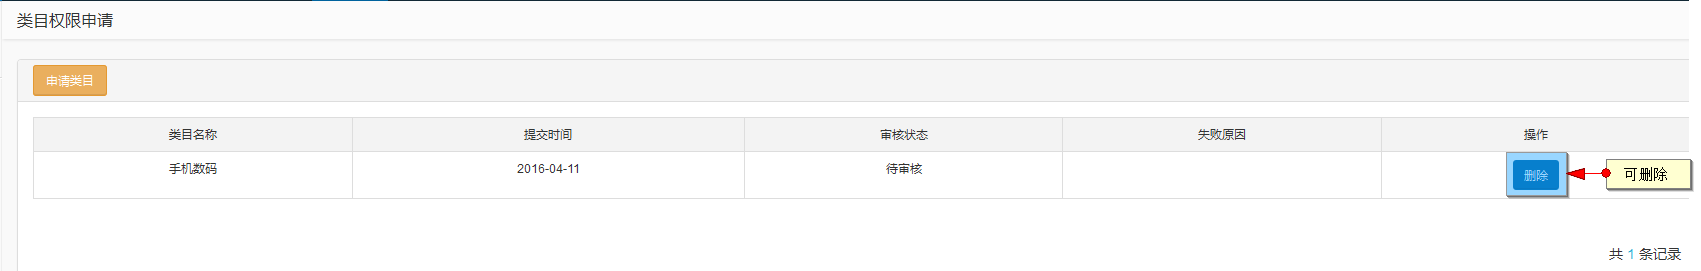 类目权限申请
申请类目
类目名称 提交时间 审核状态 失败原因 操作
手机数码 2016-04-11 待审核 删除 可删除
共 1 条记录